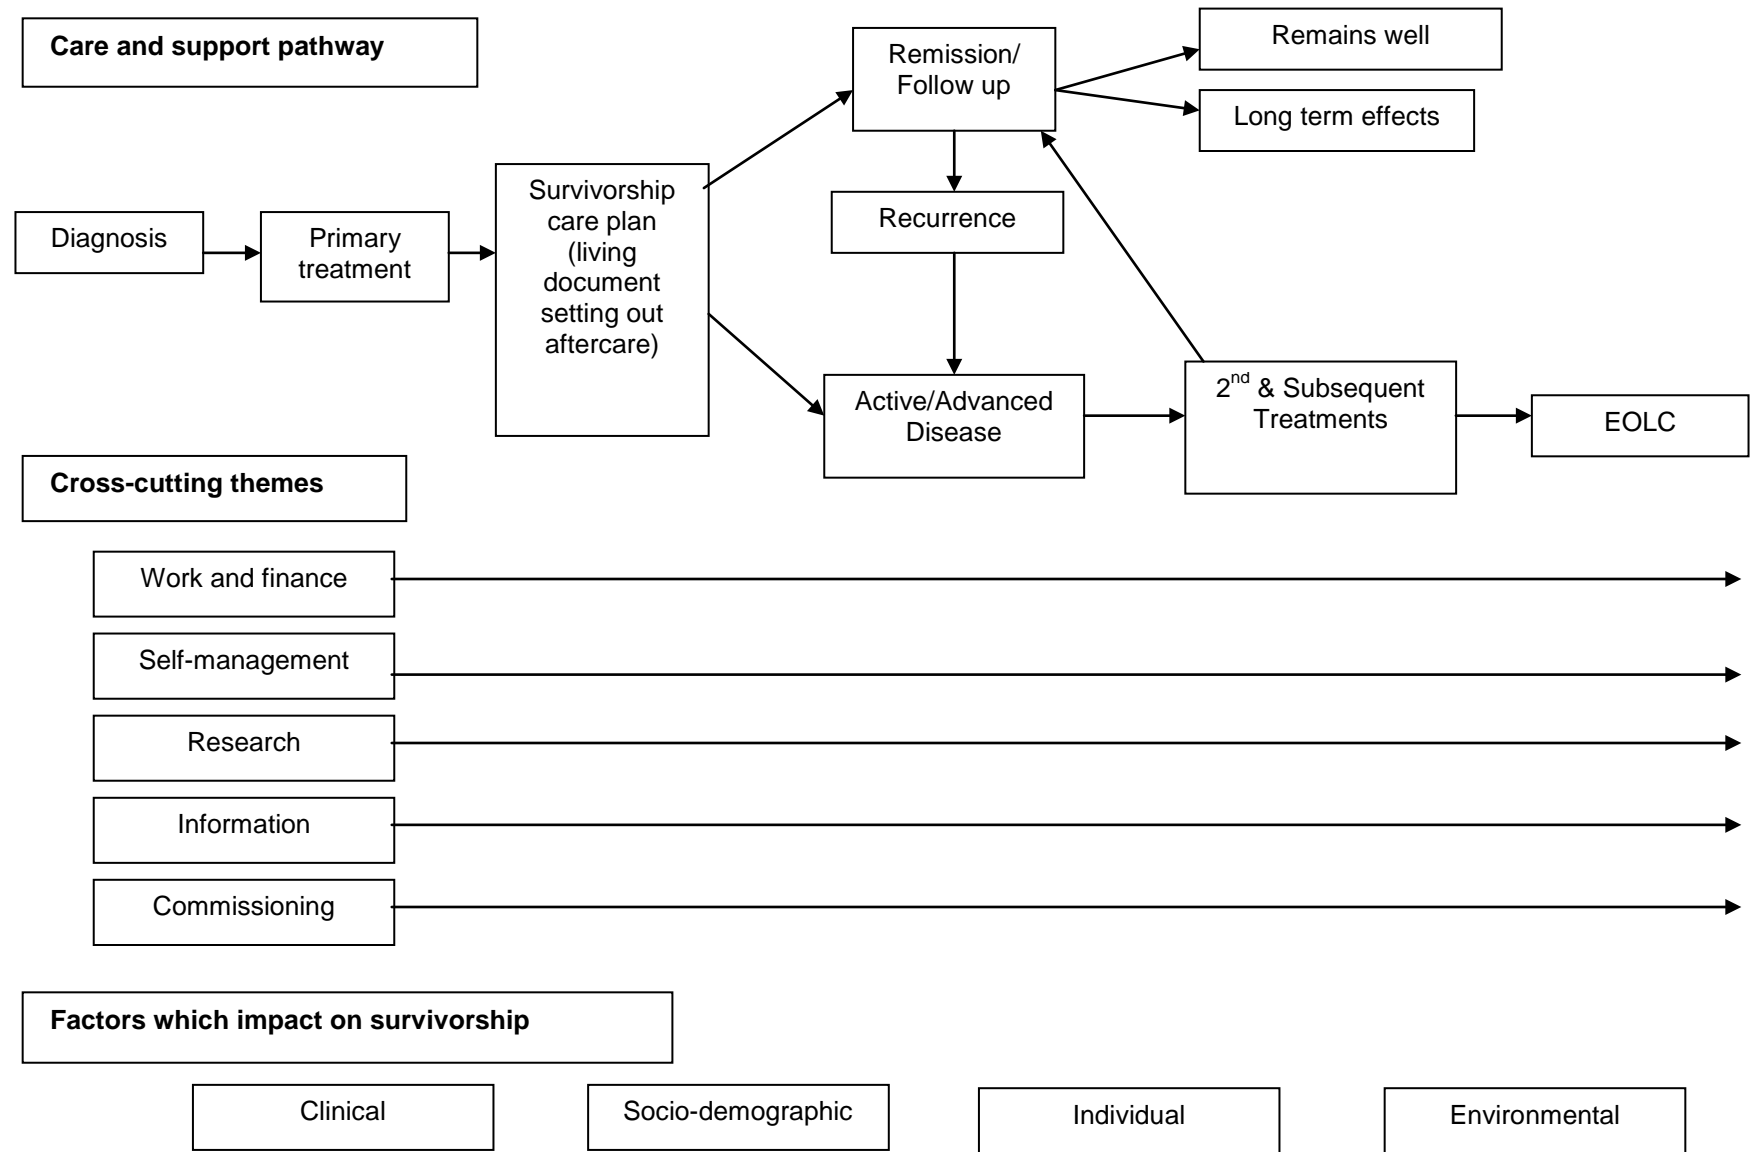 Care and support pathway
Remission/
Follow up
Remains well
Long term effects
Diagnosis
Primary
treatment
Survivorship
care plan
(living
document
setting out
aftercare)
Recurrence
Active/Advanced
Disease
2nd & Subsequent
Treatments
EOLC
Cross-cutting themes
Work and finance
Self-management
Research
Information
Commissioning
Factors which impact on survivorship
Clinical
Socio-demographic
Individual
Environmental